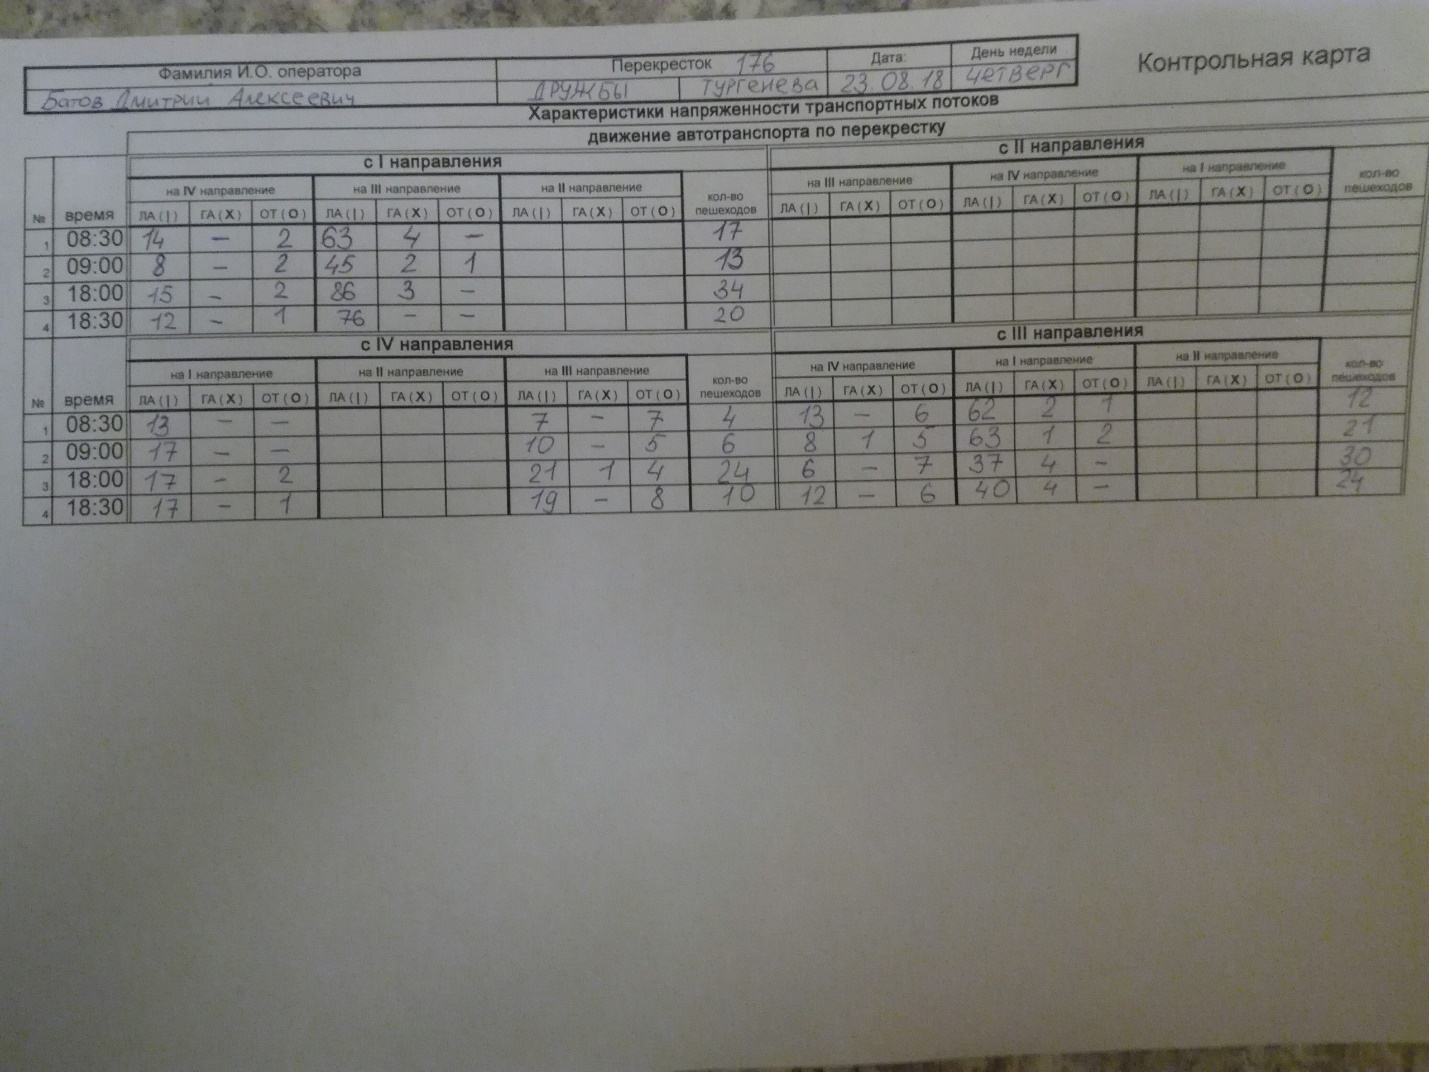 Контрольная карта
Фамилия И.О. оператора Перекресток 176 Дата: День недели
Батов Дмитрий Алексеевич ДРУЖБЫ ТУРГЕНЕВА 23.08.18 ЧЕТВЕРГ
Характеристики напряженности транспортных потоков
движение автотранспорта по перекрестку
с I направления с II направления
на IV направление на III направление на II направление кол-во пешеходов на III направление на IV направление на I направление кол-во пешеходов
№ время ЛА ( | ) ГА ( X ) ОТ ( O ) ЛА ( | ) ГА ( X ) ОТ ( O ) ЛА ( | ) ГА ( X ) ОТ ( O ) ЛА ( | ) ГА ( X ) ОТ ( O ) ЛА ( | ) ГА ( X ) ОТ ( O ) ЛА ( | ) ГА ( X ) ОТ ( O )
1 08:30 14 – 2 63 4 – 17
2 09:00 8 – 2 45 2 1 13
3 18:00 15 – 2 86 3 – 34
4 18:30 12 – 1 76 – – 20
с IV направления с III направления
на I направление на II направление на III направление кол-во пешеходов на IV направление на I направление на II направление кол-во пешеходов
№ время ЛА ( | ) ГА ( X ) ОТ ( O ) ЛА ( | ) ГА ( X ) ОТ ( O ) ЛА ( | ) ГА ( X ) ОТ ( O ) ЛА ( | ) ГА ( X ) ОТ ( O ) ЛА ( | ) ГА ( X ) ОТ ( O ) ЛА ( | ) ГА ( X ) ОТ ( O )
1 08:30 13 – – 7 – 7 4 13 – 6 62 2 1 12
2 09:00 17 – – 10 – 5 6 8 1 5 63 1 2 21
3 18:00 17 – 2 21 1 4 24 6 – 7 37 4 – 30
4 18:30 17 – 1 19 – 8 10 12 – 6 40 4 – 24